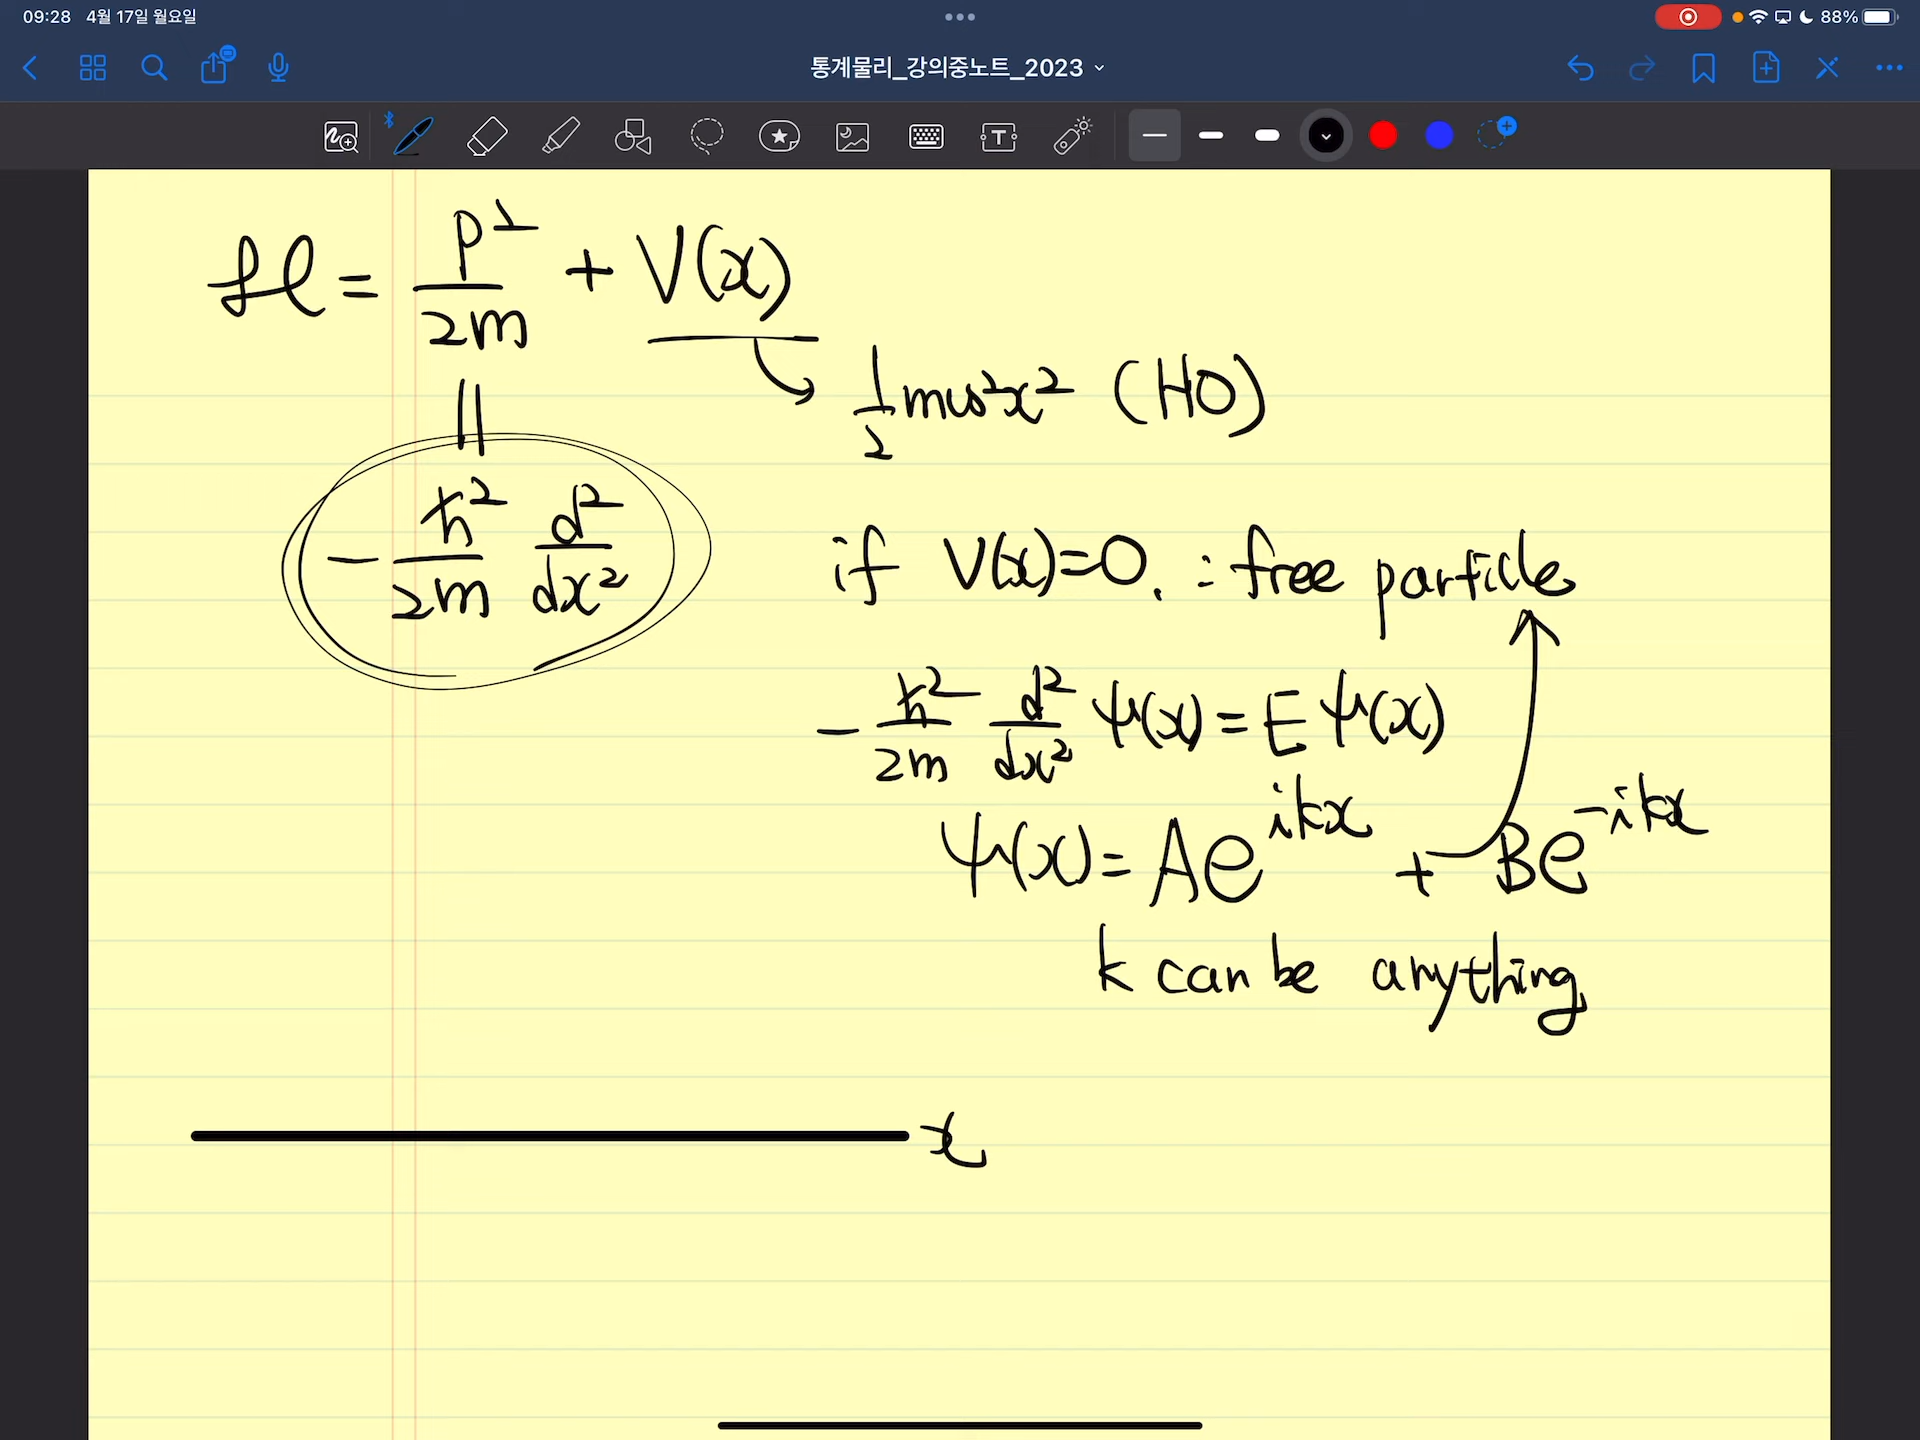 09:28 4월 17일 월요일
88%
통계물리_강의중노트_2023
T
ℋ = p²/2m + V(x)
½mω²x² (HO)
= -ħ²/2m d²/dx²
if V(x)=0. : free particle
-ħ²/2m d²/dx² ψ(x) = E ψ(x)
ψ(x) = Ae^{ikx} + Be^{-ikx}
k can be anything
x